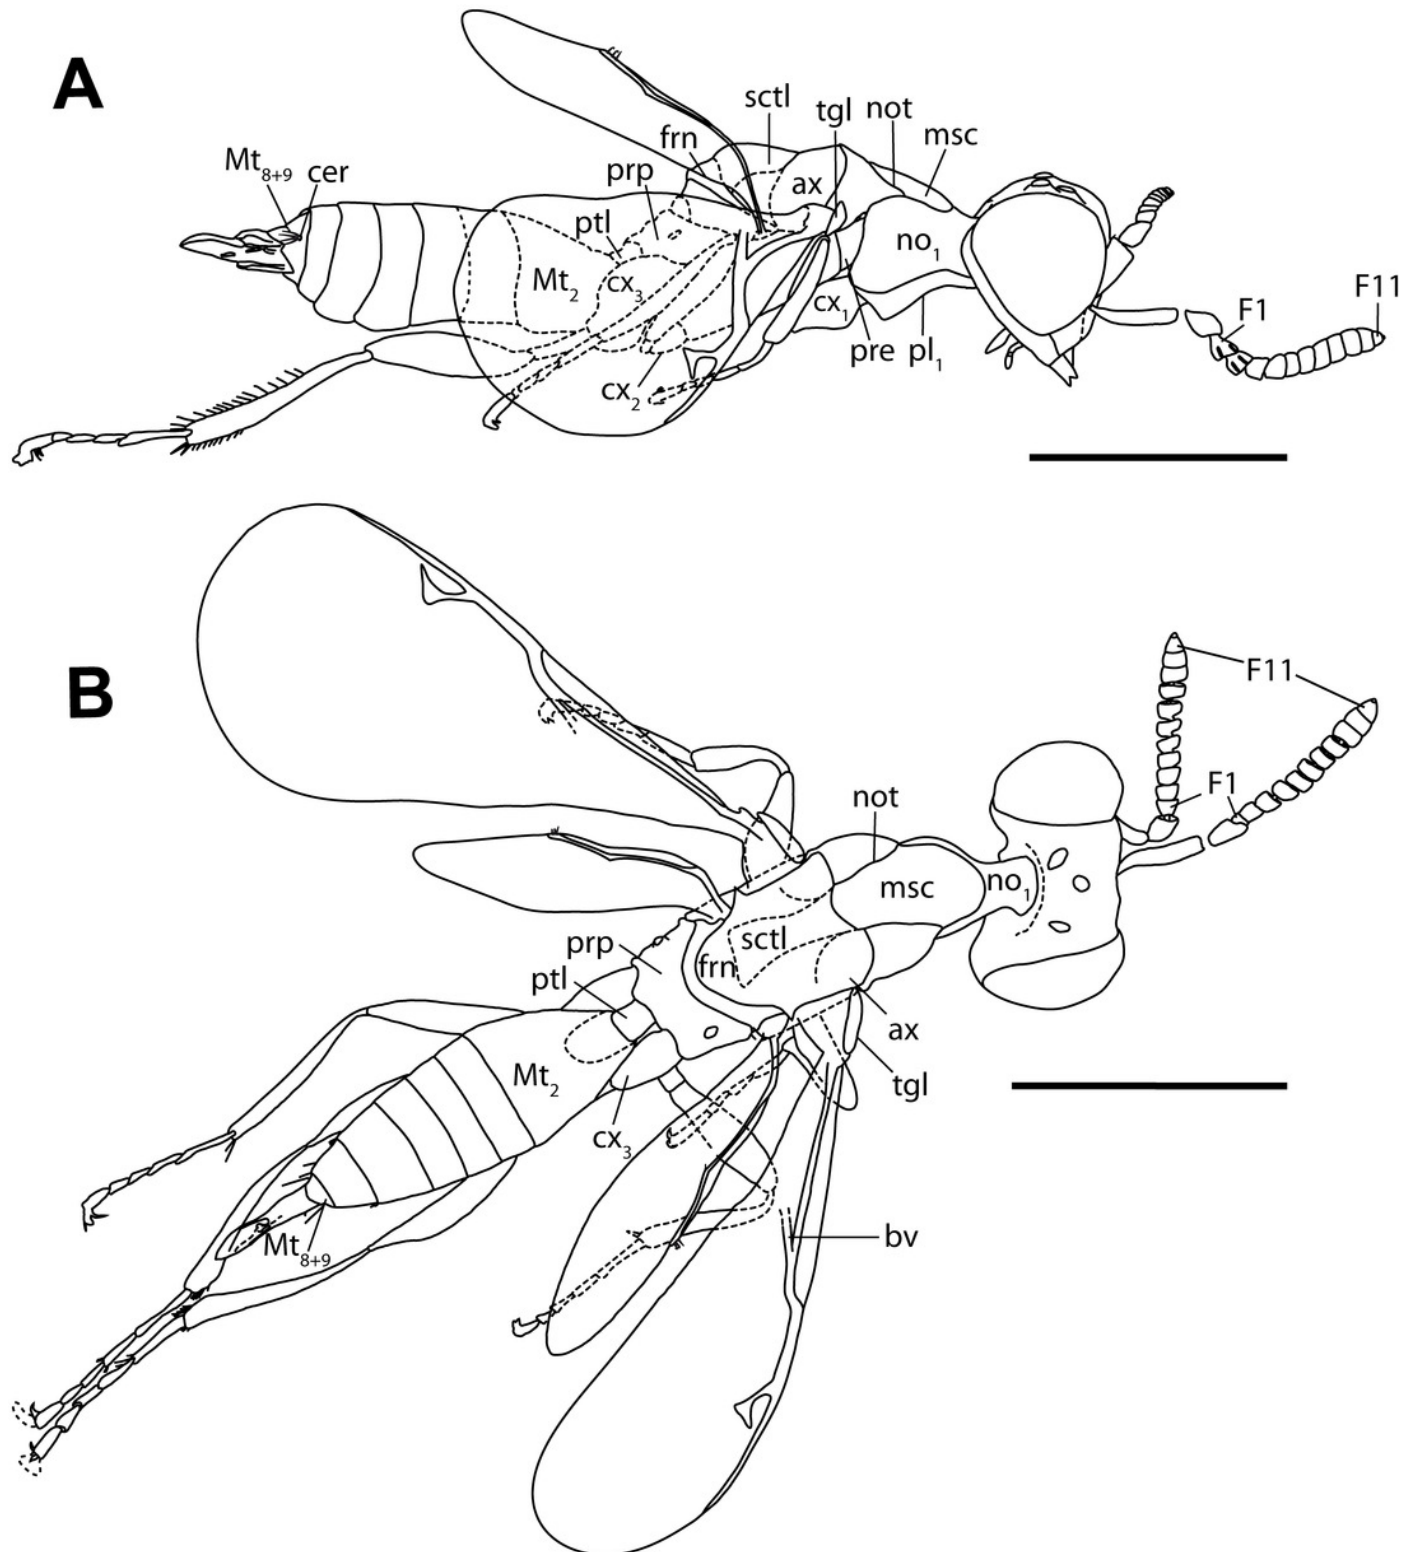 A
sctl
tgl
not
msc
frn
prp
ax
Mt8+9
cer
ptl
no1
Mt2
cx3
cx1
F1
F11
pre
pl1
cx2
B
F11
F1
not
msc
no1
sctl
prp
frn
ptl
ax
Mt2
tgl
cx3
bv
Mt8+9